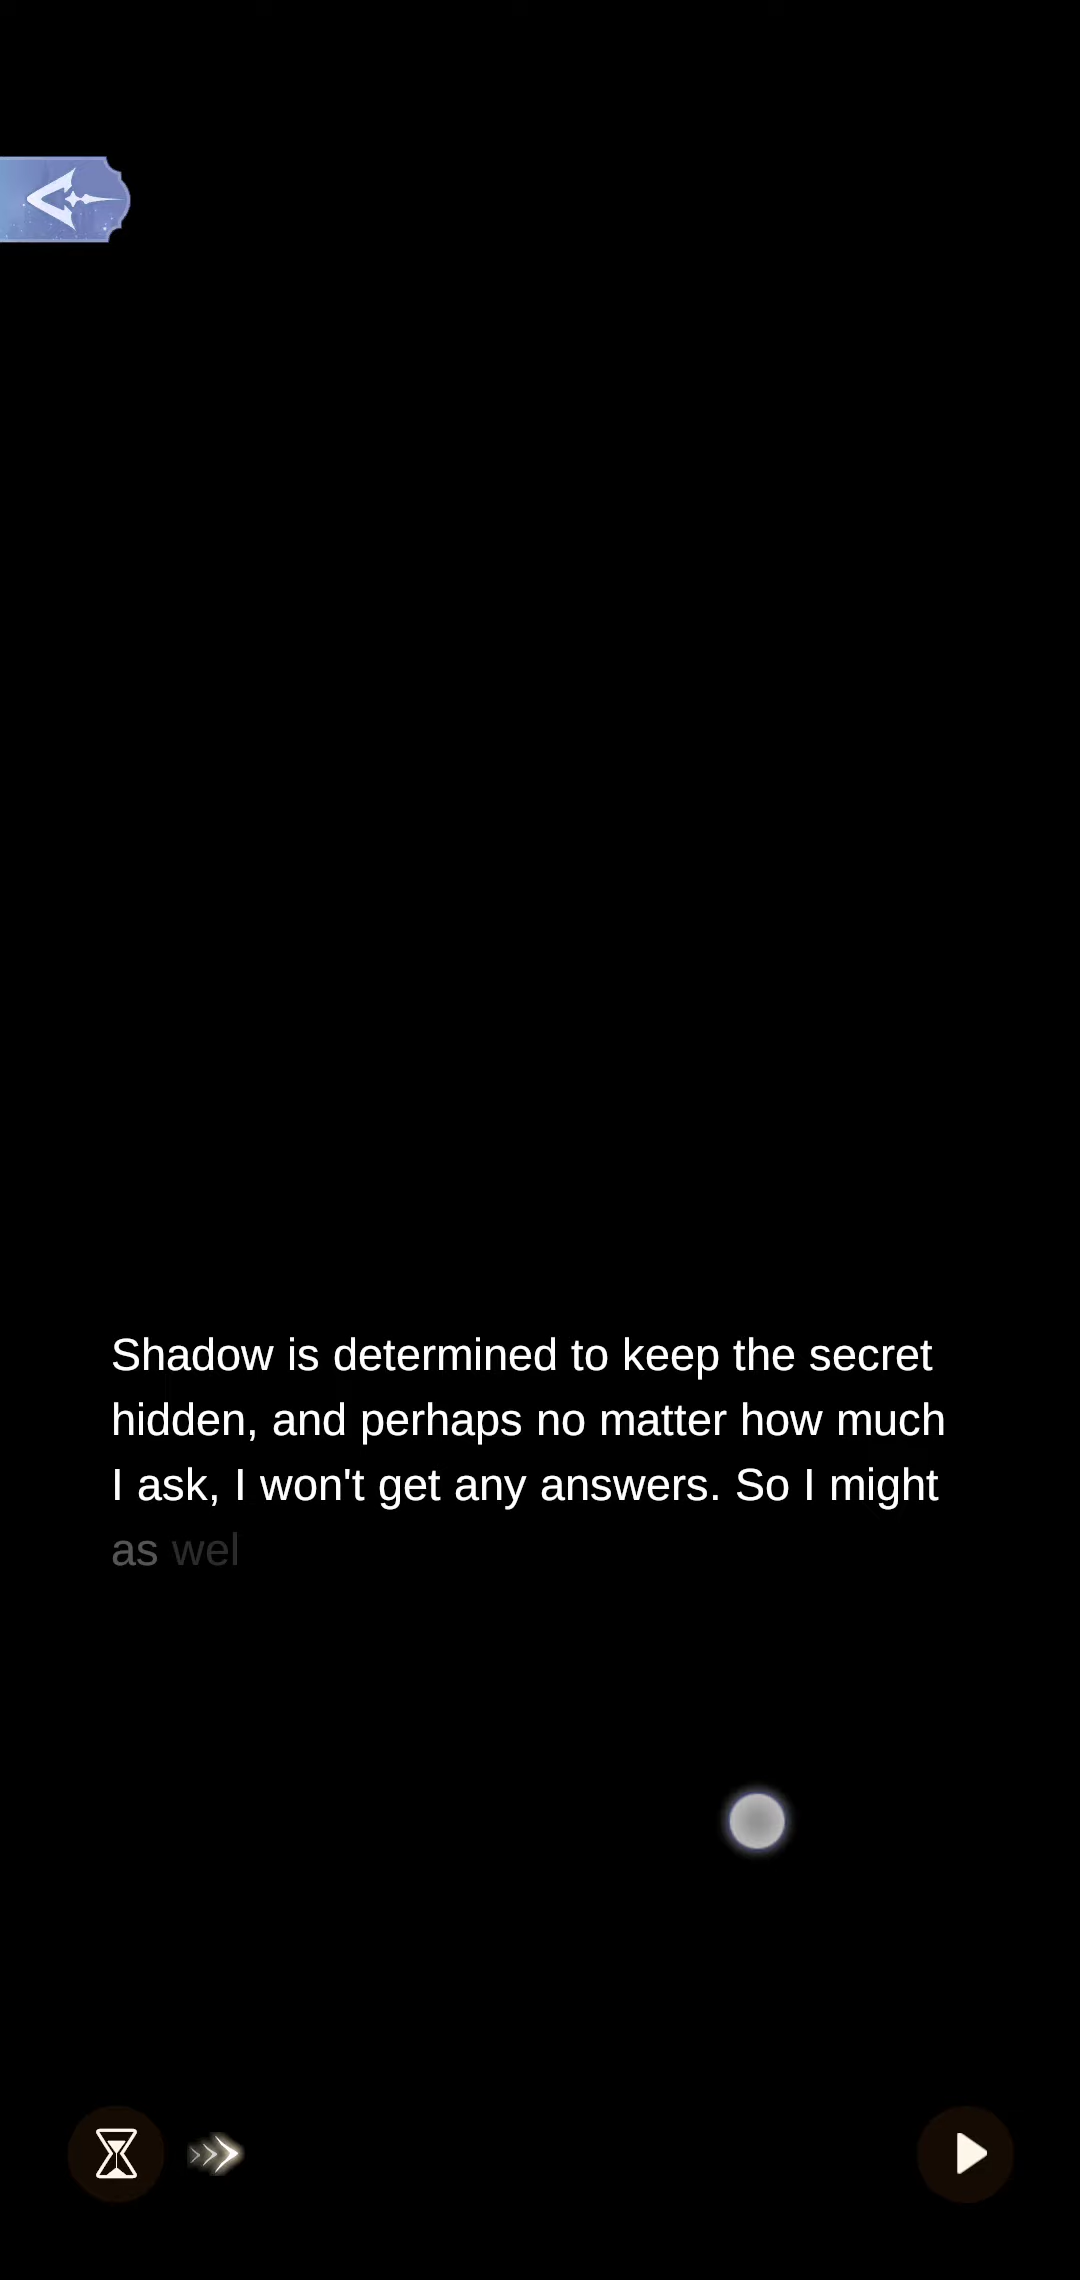 Shadow is determined to keep the secret
hidden, and perhaps no matter how much
I ask, I won't get any answers. So I might
as wel